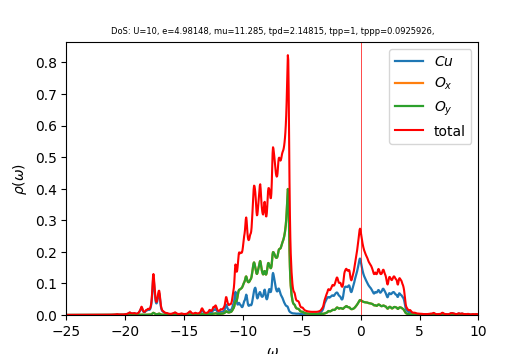 DoS: U=10, e=4.98148, mu=11.285, tpd=2.14815, tpp=1, tppp=0.0925926,
ρ(ω)
0.8
0.7
0.6
0.5
0.4
0.3
0.2
0.1
0.0
Cu
O_x
O_y
total
−25 −20 −15 −10 −5 0 5 10
ω